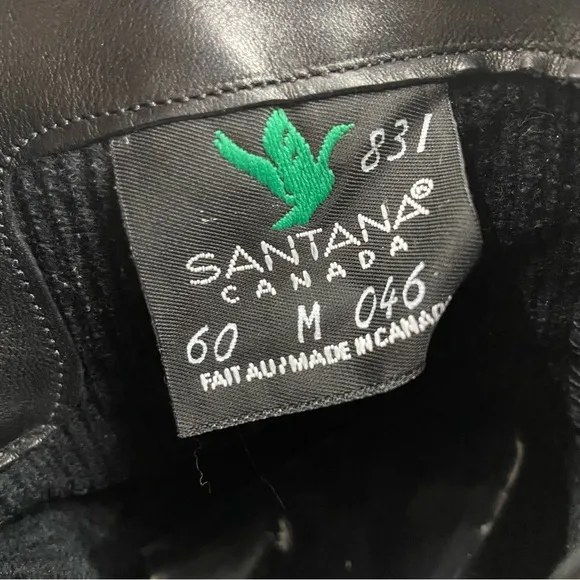 831
SANTANA®
CANADA
60 M 046
FAIT AU/MADE IN CANADA